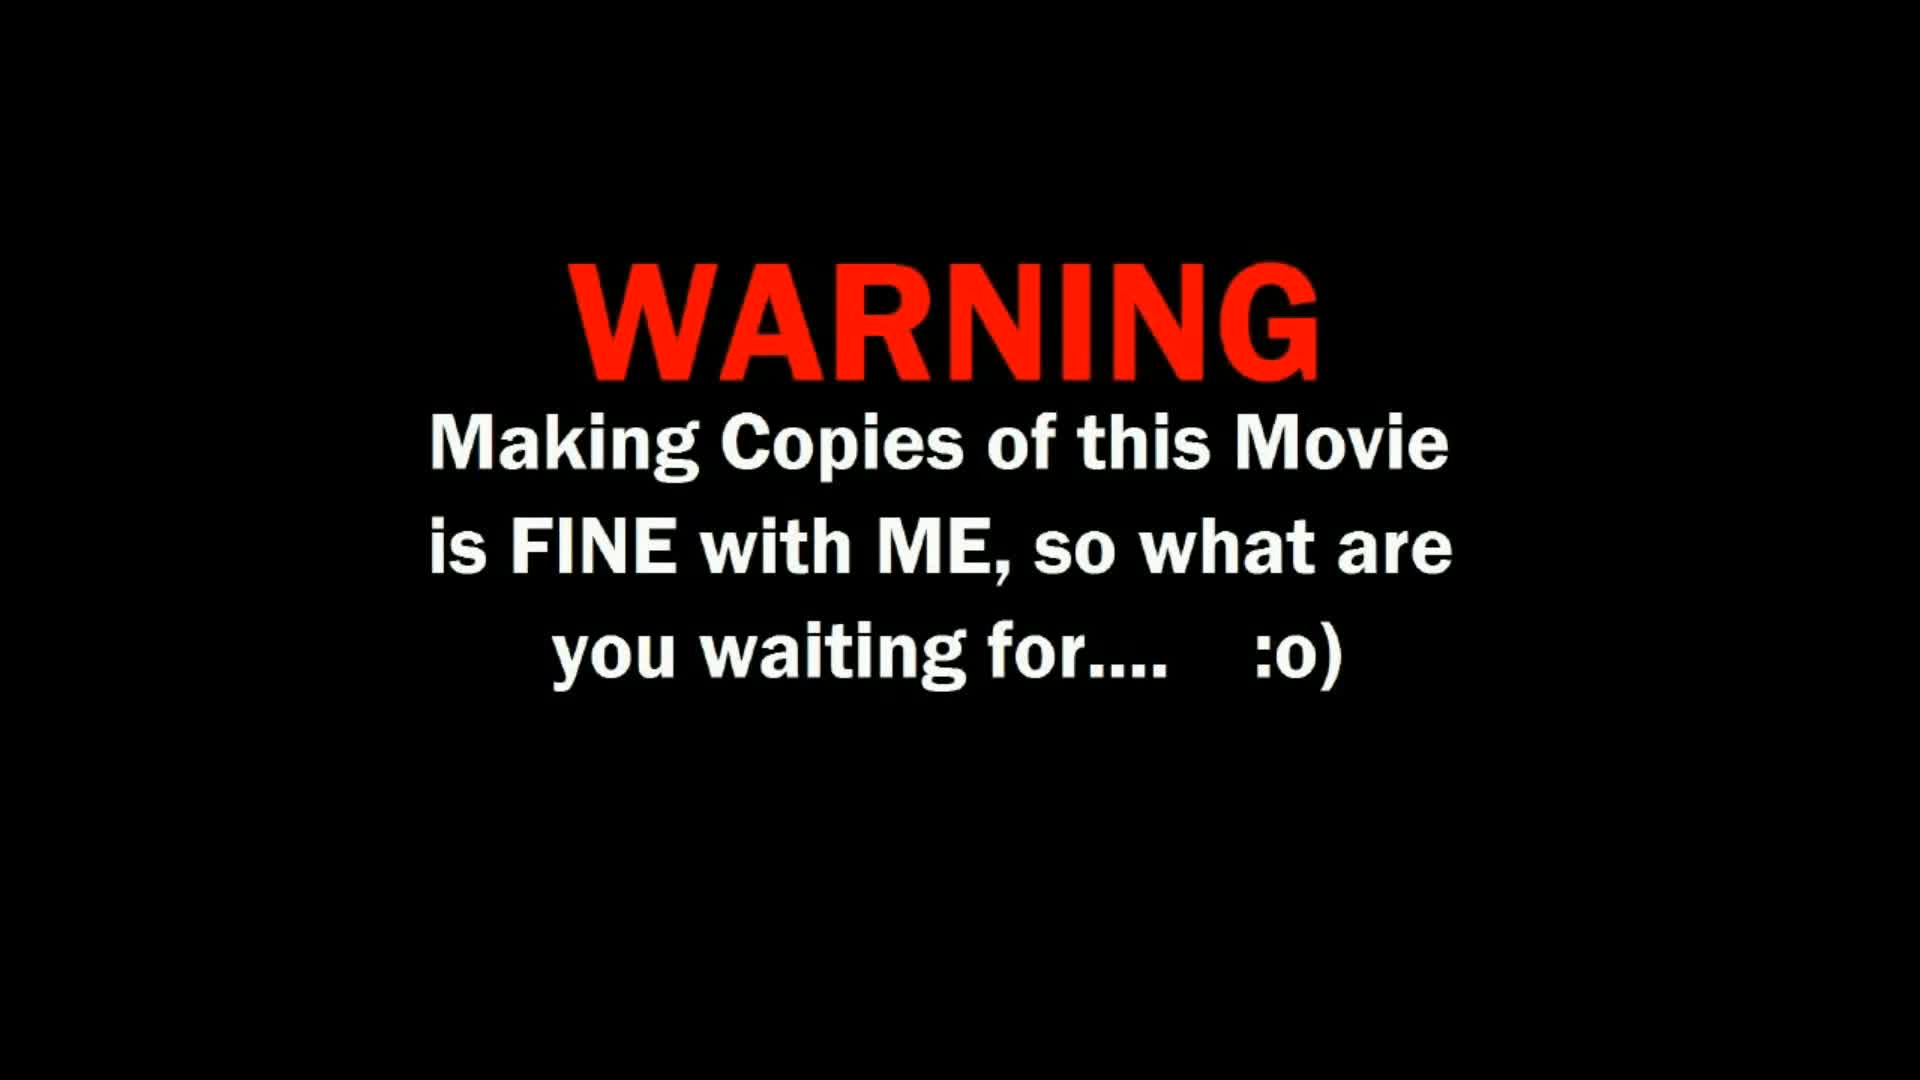 WARNING
Making Copies of this Movie
is FINE with ME, so what are
you waiting for.... :o)